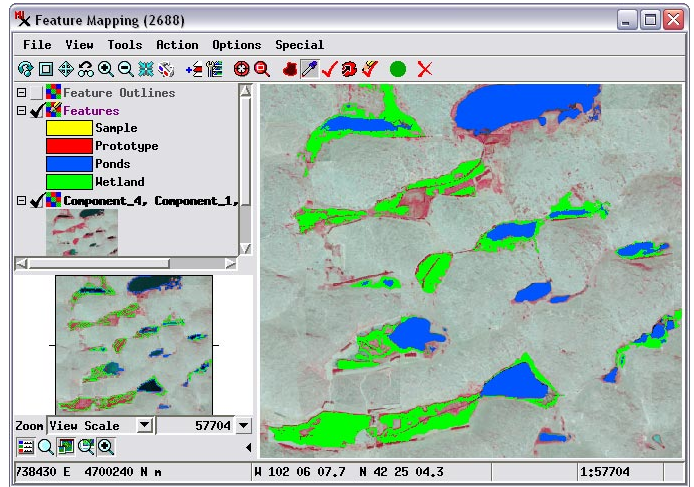 Feature Mapping (2688)
File View Tools Action Options Special
Feature Outlines
Features
Sample
Prototype
Ponds
Wetland
Component_4, Component_1,
Zoom View Scale 57704
738430 E 4700240 N m W 102 06 07.7 N 42 25 04.3 1:57704